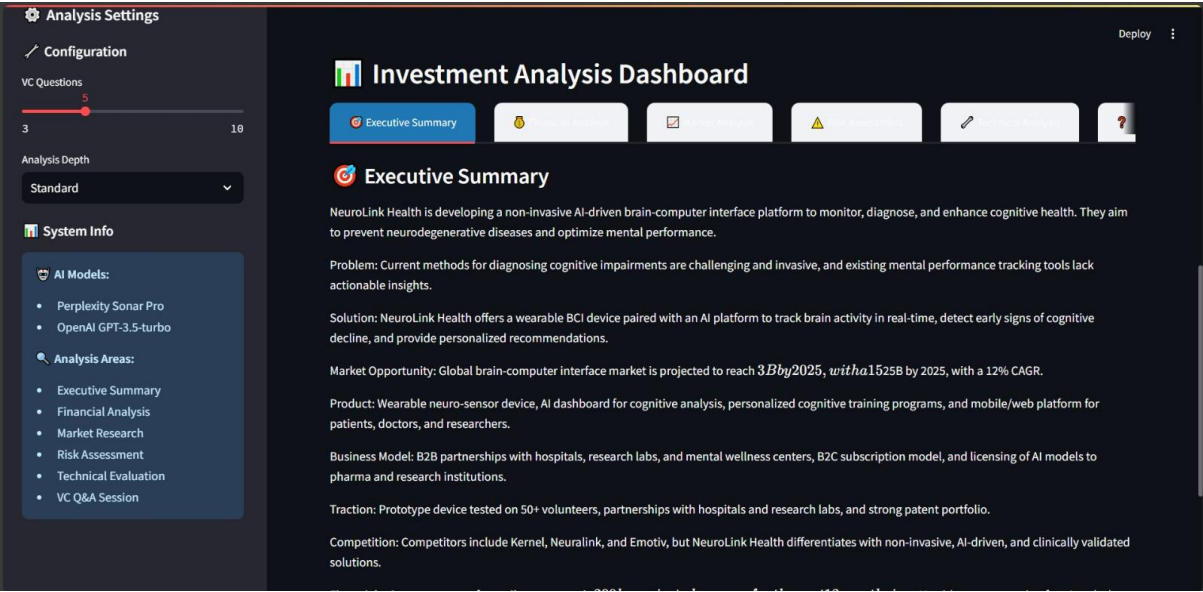 Analysis Settings
Configuration
VC Questions
5
3 10
Analysis Depth
Standard
System Info
AI Models:
Perplexity Sonar Pro
OpenAI GPT-3.5-turbo
Analysis Areas:
Executive Summary
Financial Analysis
Market Research
Risk Assessment
Technical Evaluation
VC Q&A Session
Deploy
Investment Analysis Dashboard
Executive Summary
Executive Summary
NeuroLink Health is developing a non-invasive AI-driven brain-computer interface platform to monitor, diagnose, and enhance cognitive health. They aim
to prevent neurodegenerative diseases and optimize mental performance.
Problem: Current methods for diagnosing cognitive impairments are challenging and invasive, and existing mental performance tracking tools lack
actionable insights.
Solution: NeuroLink Health offers a wearable BCI device paired with an AI platform to track brain activity in real-time, detect early signs of cognitive
decline, and provide personalized recommendations.
Market Opportunity: Global brain-computer interface market is projected to reach 3Bby2025, witha1525B by 2025, with a 12% CAGR.
Product: Wearable neuro-sensor device, AI dashboard for cognitive analysis, personalized cognitive training programs, and mobile/web platform for
patients, doctors, and researchers.
Business Model: B2B partnerships with hospitals, research labs, and mental wellness centers, B2C subscription model, and licensing of AI models to
pharma and research institutions.
Traction: Prototype device tested on 50+ volunteers, partnerships with hospitals and research labs, and strong patent portfolio.
Competition: Competitors include Kernel, Neuralink, and Emotiv, but NeuroLink Health differentiates with non-invasive, AI-driven, and clinically validated
solutions.